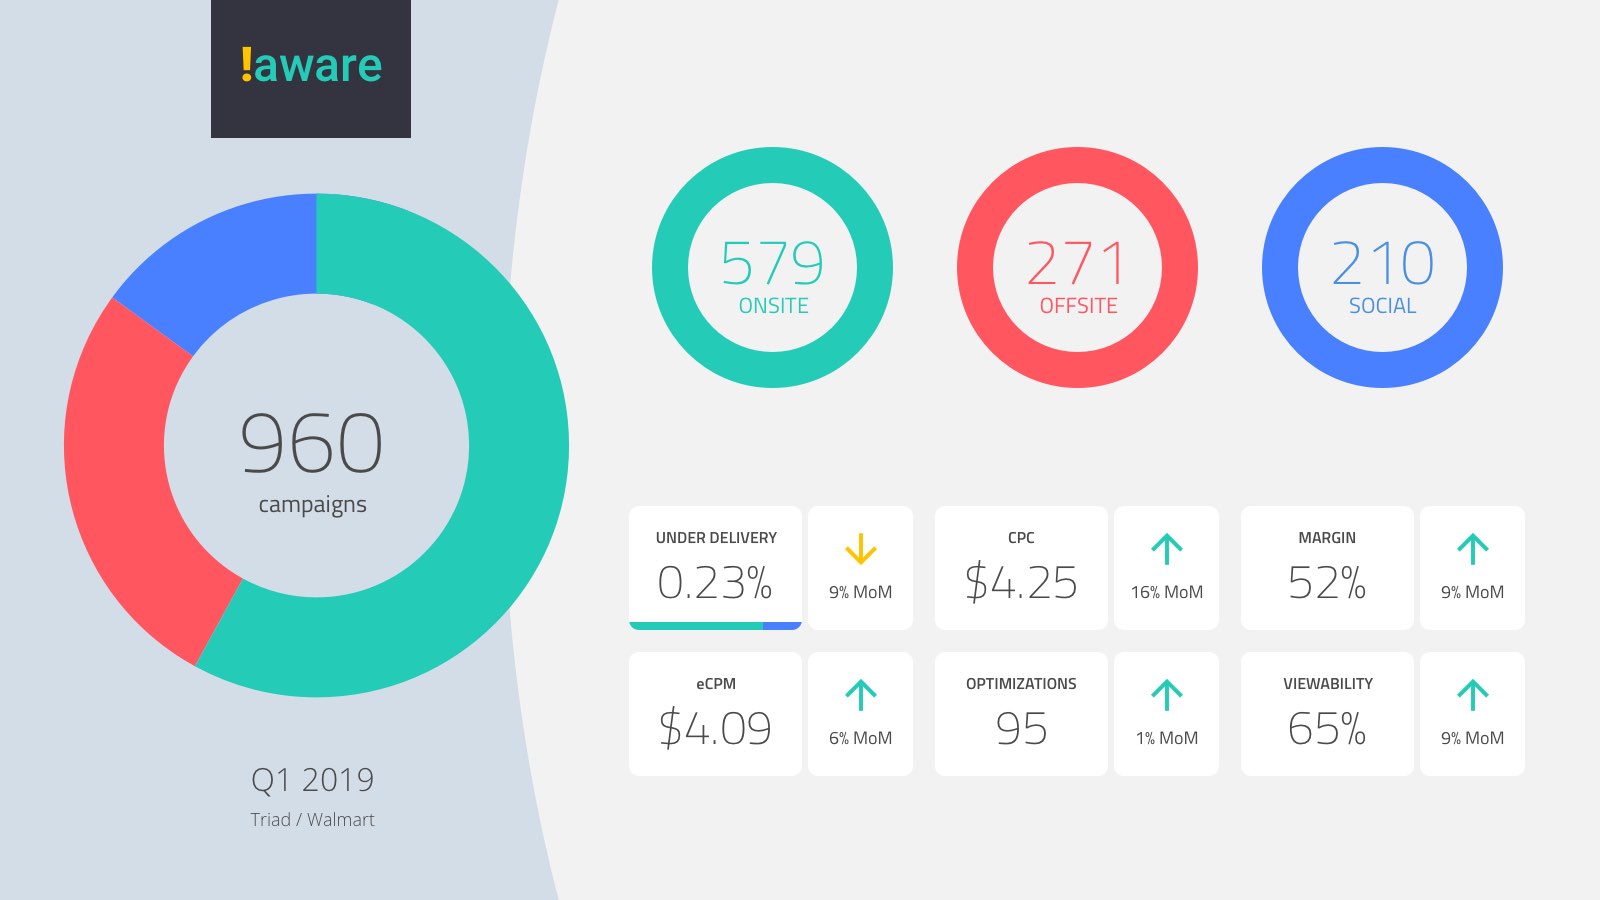 !aware
960
campaigns
Q1 2019
Triad / Walmart
579
ONSITE
271
OFFSITE
210
SOCIAL
UNDER DELIVERY
0.23%
9% MoM
CPC
$4.25
16% MoM
MARGIN
52%
9% MoM
eCPM
$4.09
6% MoM
OPTIMIZATIONS
95
1% MoM
VIEWABILITY
65%
9% MoM